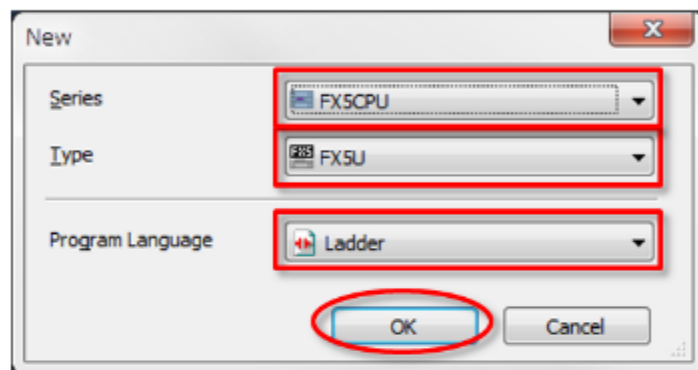 New
Series
FX5CPU
Type
FX5U
Program Language
Ladder
OK
Cancel